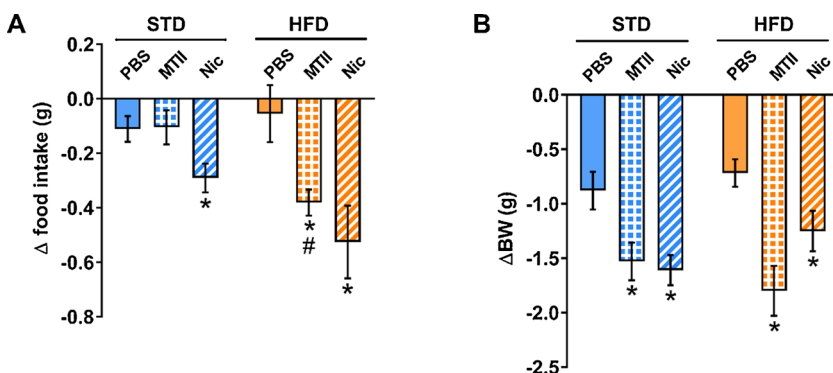 A
STD HFD
PBS MTII Nic PBS MTII Nic
0.2
0.0
-0.2
-0.4
-0.6
-0.8
Δ food intake (g)
*
*
#
*
B
STD HFD
PBS MTII Nic PBS MTII Nic
0.0
-0.5
-1.0
-1.5
-2.0
-2.5
ΔBW (g)
* * * *